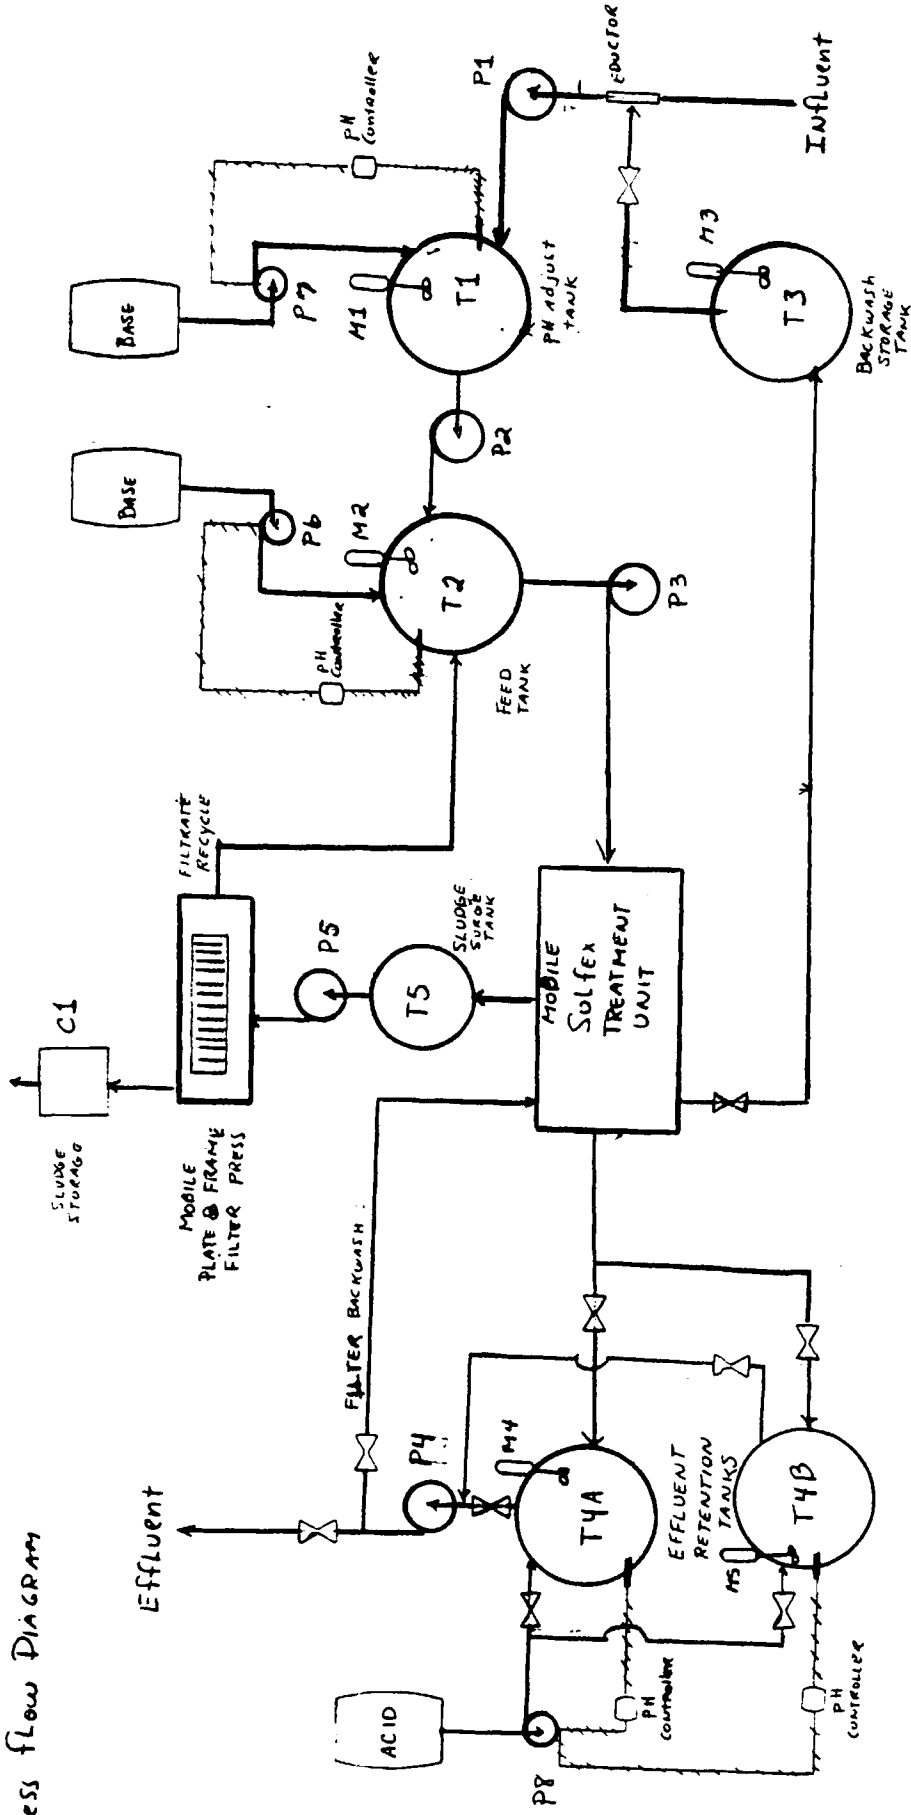 ess flow DIAGRAM
Effluent
SLUDGE
STORAGE
C1
MOBILE
PLATE & FRAME
FILTER PRESS
FILTRATE
RECYCLE
BASE
BASE
P6
P7
PH
Controller
PH
Controller
M2
M1
T2
FEED
TANK
P2
T1
PH Adjust
TANK
P1
EDUCTOR
Influent
P3
M3
T3
BACKWASH
STORAGE
TANK
P5
T5
SLUDGE
SURGE
TANK
MOBILE
SulfEx
TREATMENT
UNIT
FILTER BACKWASH
P4
M4
T4A
EFFLUENT
RETENTION
TANKS
M5
T4B
ACID
P8
PH
CONTROLLER
PH
CONTROLLER